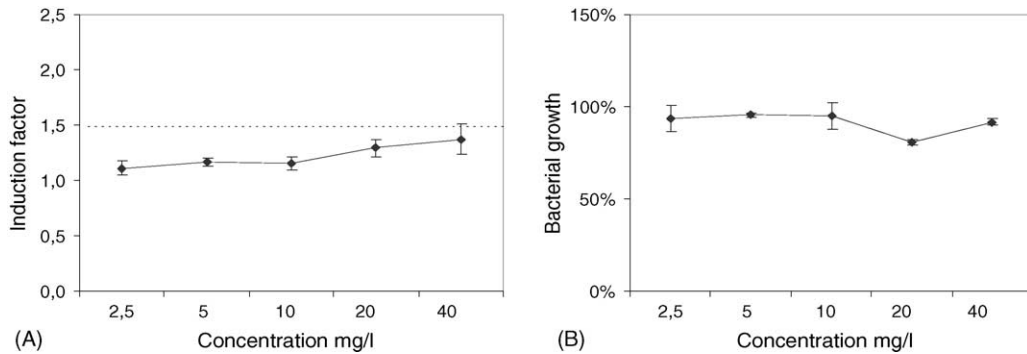 2,5
2,0
1,5
1,0
0,5
0,0
Induction factor
2,5 5 10 20 40
(A) Concentration mg/l
150%
100%
50%
0%
Bacterial growth
2,5 5 10 20 40
(B) Concentration mg/l